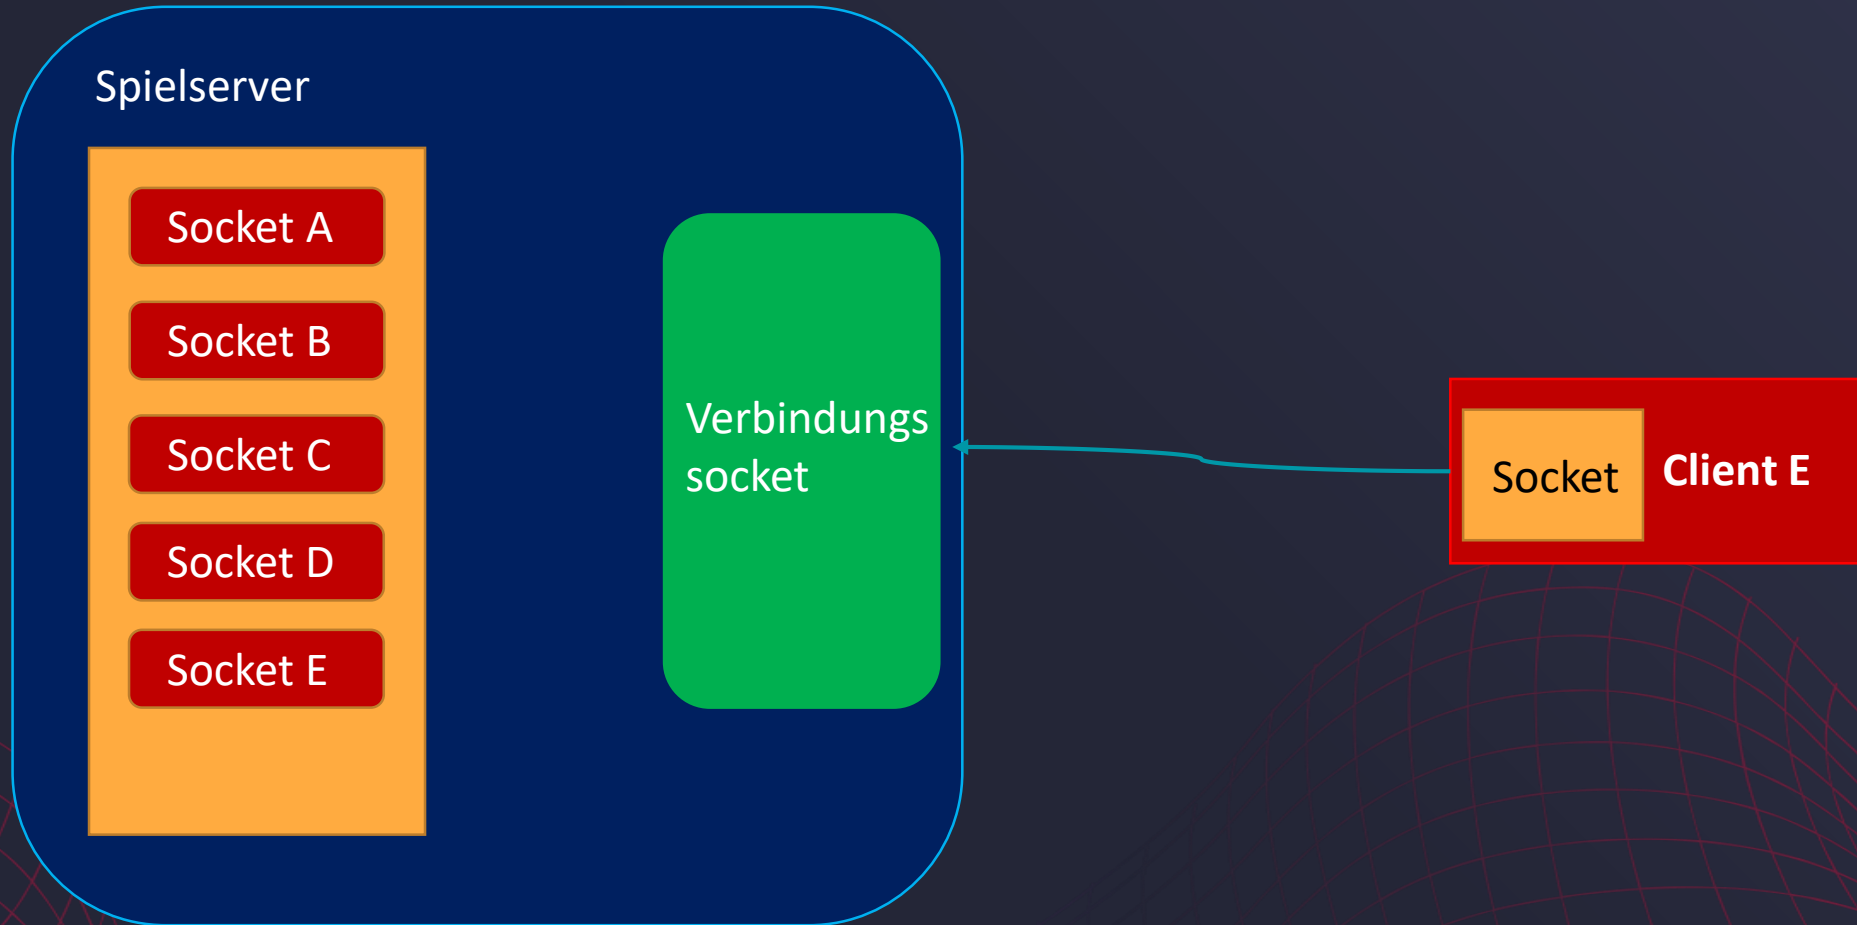 Spielserver
Socket A
Socket B
Socket C
Socket D
Socket E
Verbindungs
socket
Socket
Client E